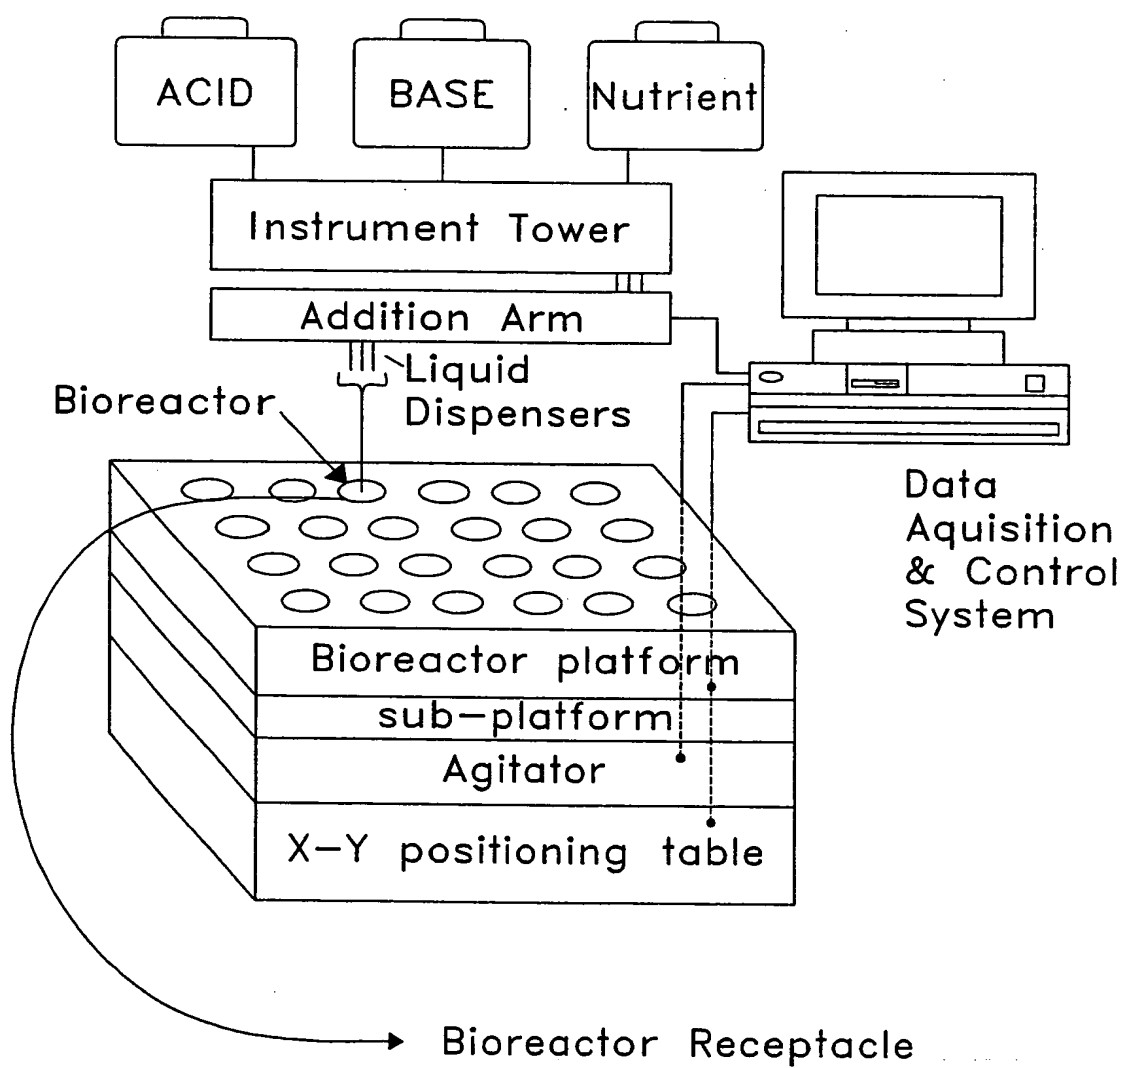 ACID
BASE
Nutrient
Instrument Tower
Addition Arm
Liquid
Dispensers
Bioreactor
Data
Aquisition
& Control
System
Bioreactor platform
sub-platform
Agitator
X-Y positioning table
Bioreactor Receptacle